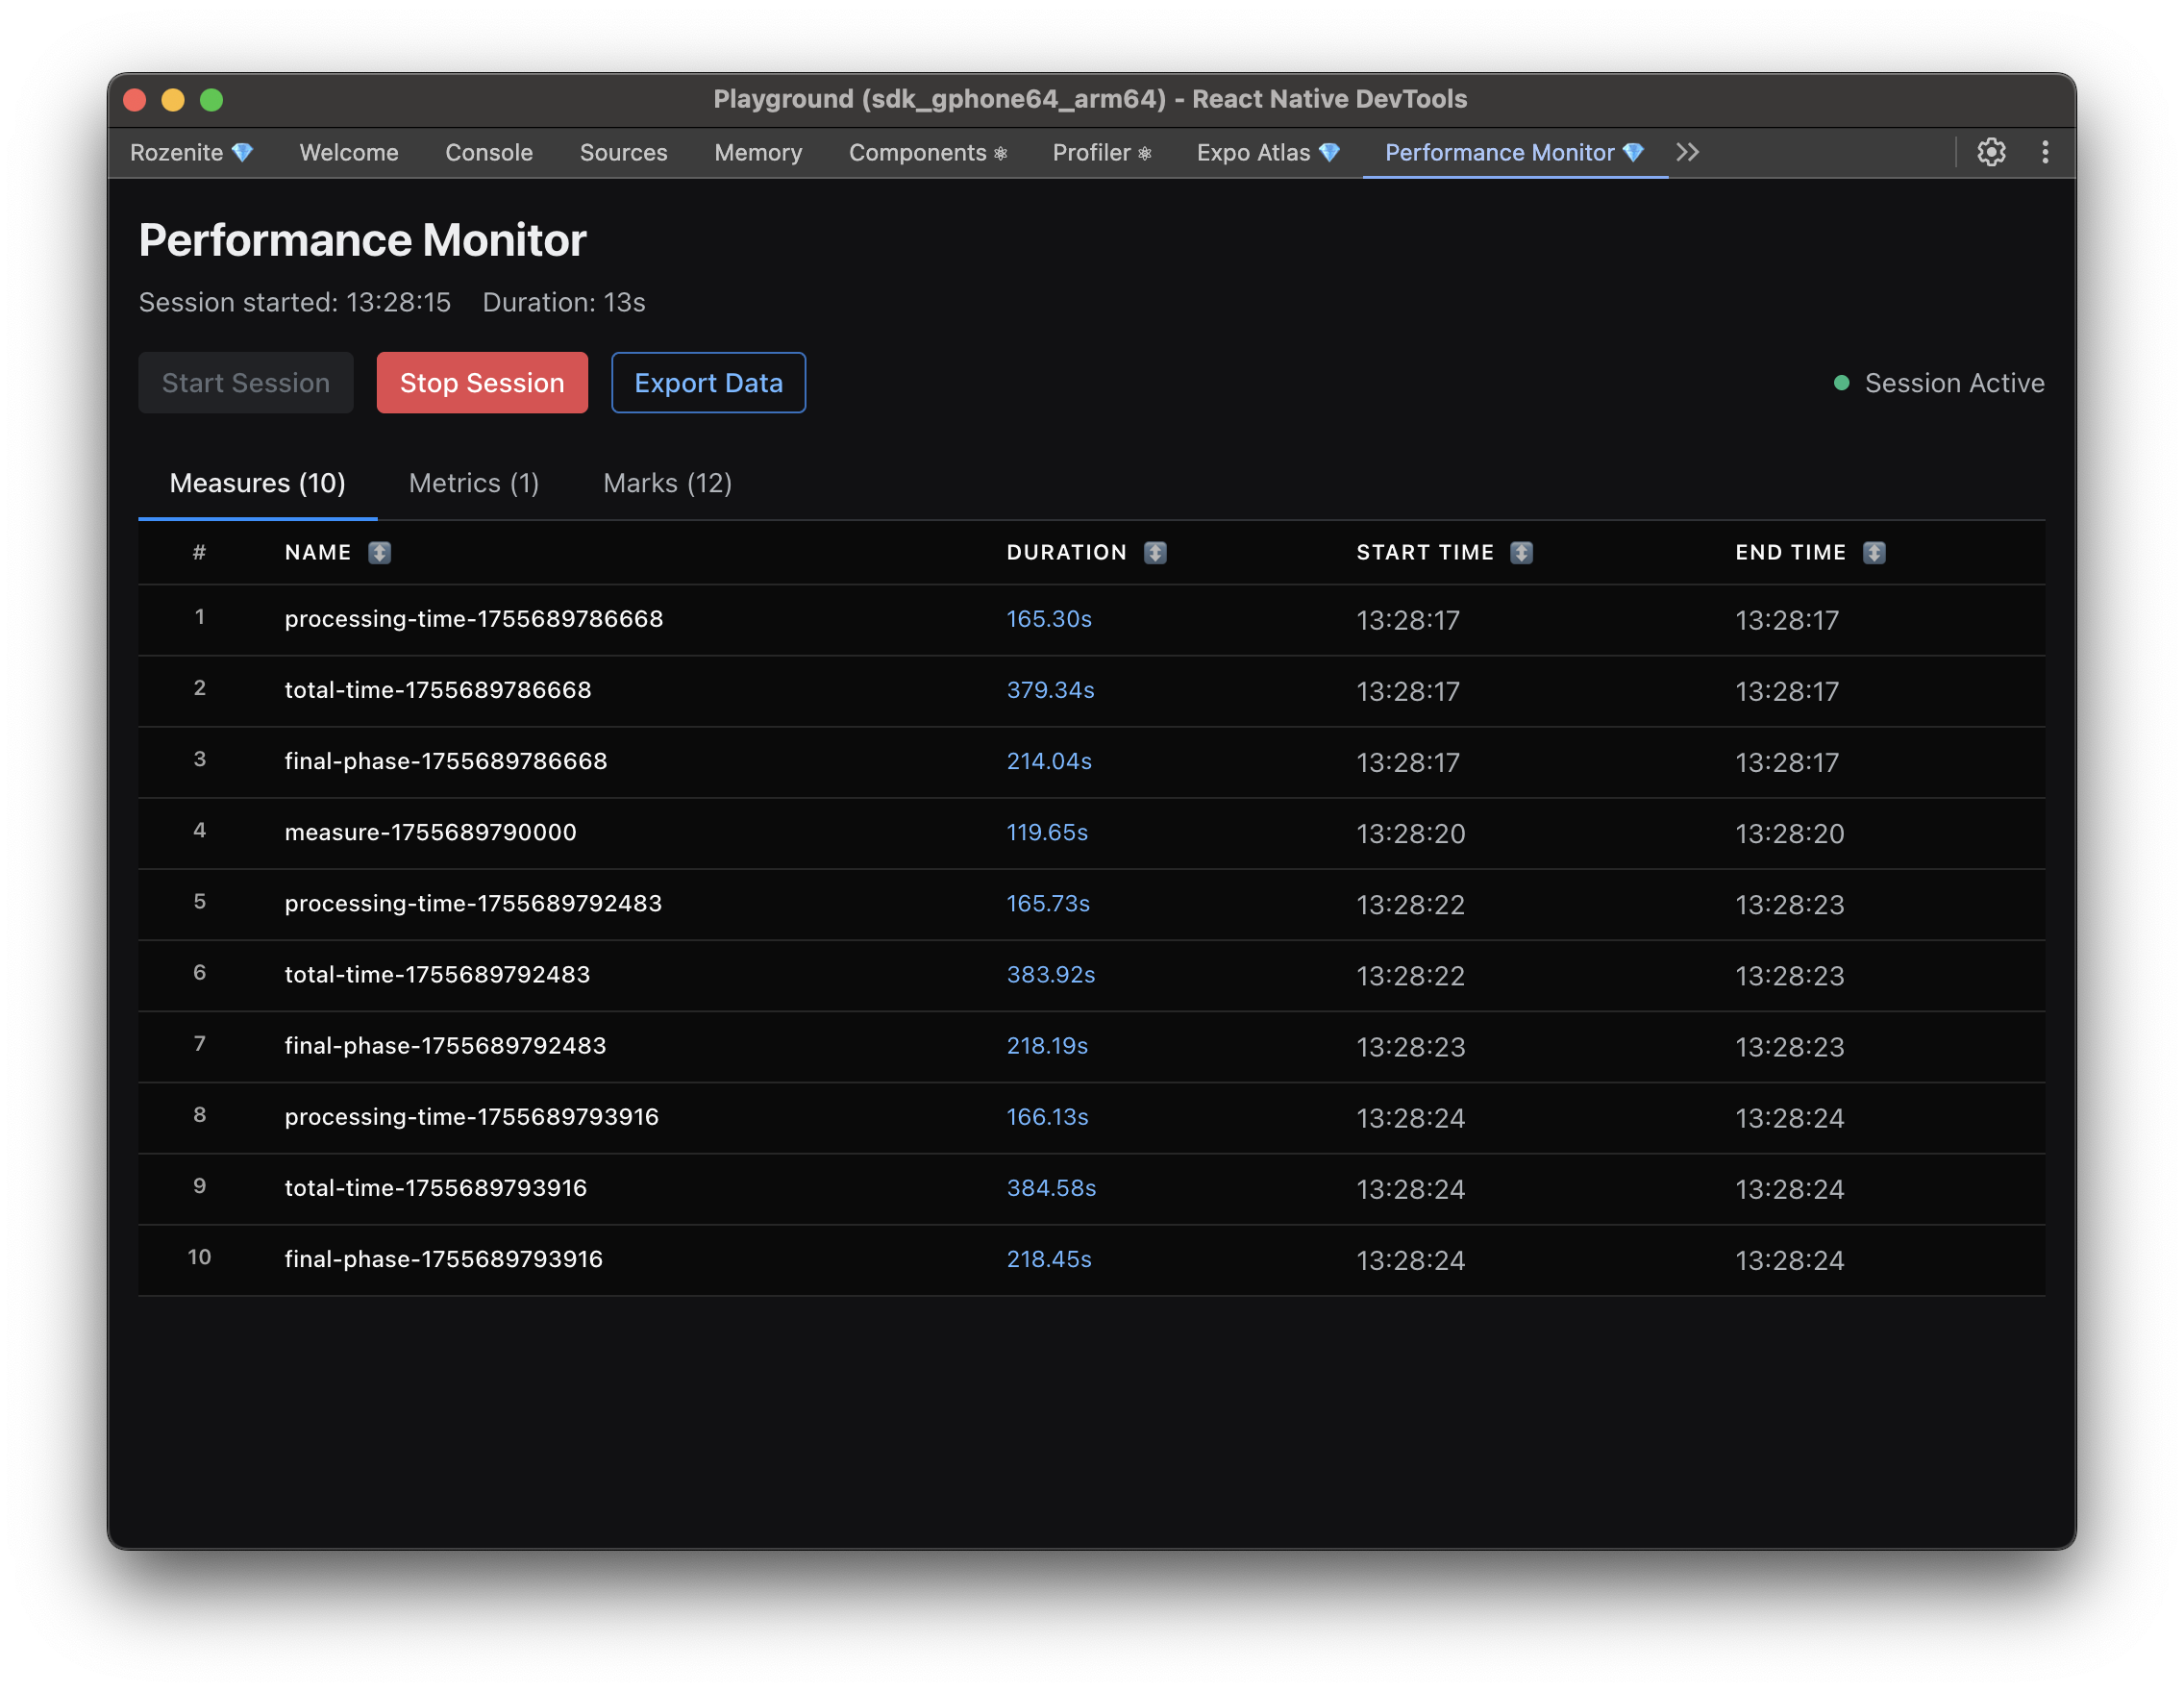 Playground (sdk_gphone64_arm64) - React Native DevTools
Rozenite 💎 Welcome Console Sources Memory Components ⚛ Profiler ⚛ Expo Atlas 💎 Performance Monitor 💎
Performance Monitor
Session started: 13:28:15 Duration: 13s
Start Session Stop Session Export Data Session Active
Measures (10) Metrics (1) Marks (12)
# NAME DURATION START TIME END TIME
1 processing-time-1755689786668 165.30s 13:28:17 13:28:17
2 total-time-1755689786668 379.34s 13:28:17 13:28:17
3 final-phase-1755689786668 214.04s 13:28:17 13:28:17
4 measure-1755689790000 119.65s 13:28:20 13:28:20
5 processing-time-1755689792483 165.73s 13:28:22 13:28:23
6 total-time-1755689792483 383.92s 13:28:22 13:28:23
7 final-phase-1755689792483 218.19s 13:28:23 13:28:23
8 processing-time-1755689793916 166.13s 13:28:24 13:28:24
9 total-time-1755689793916 384.58s 13:28:24 13:28:24
10 final-phase-1755689793916 218.45s 13:28:24 13:28:24